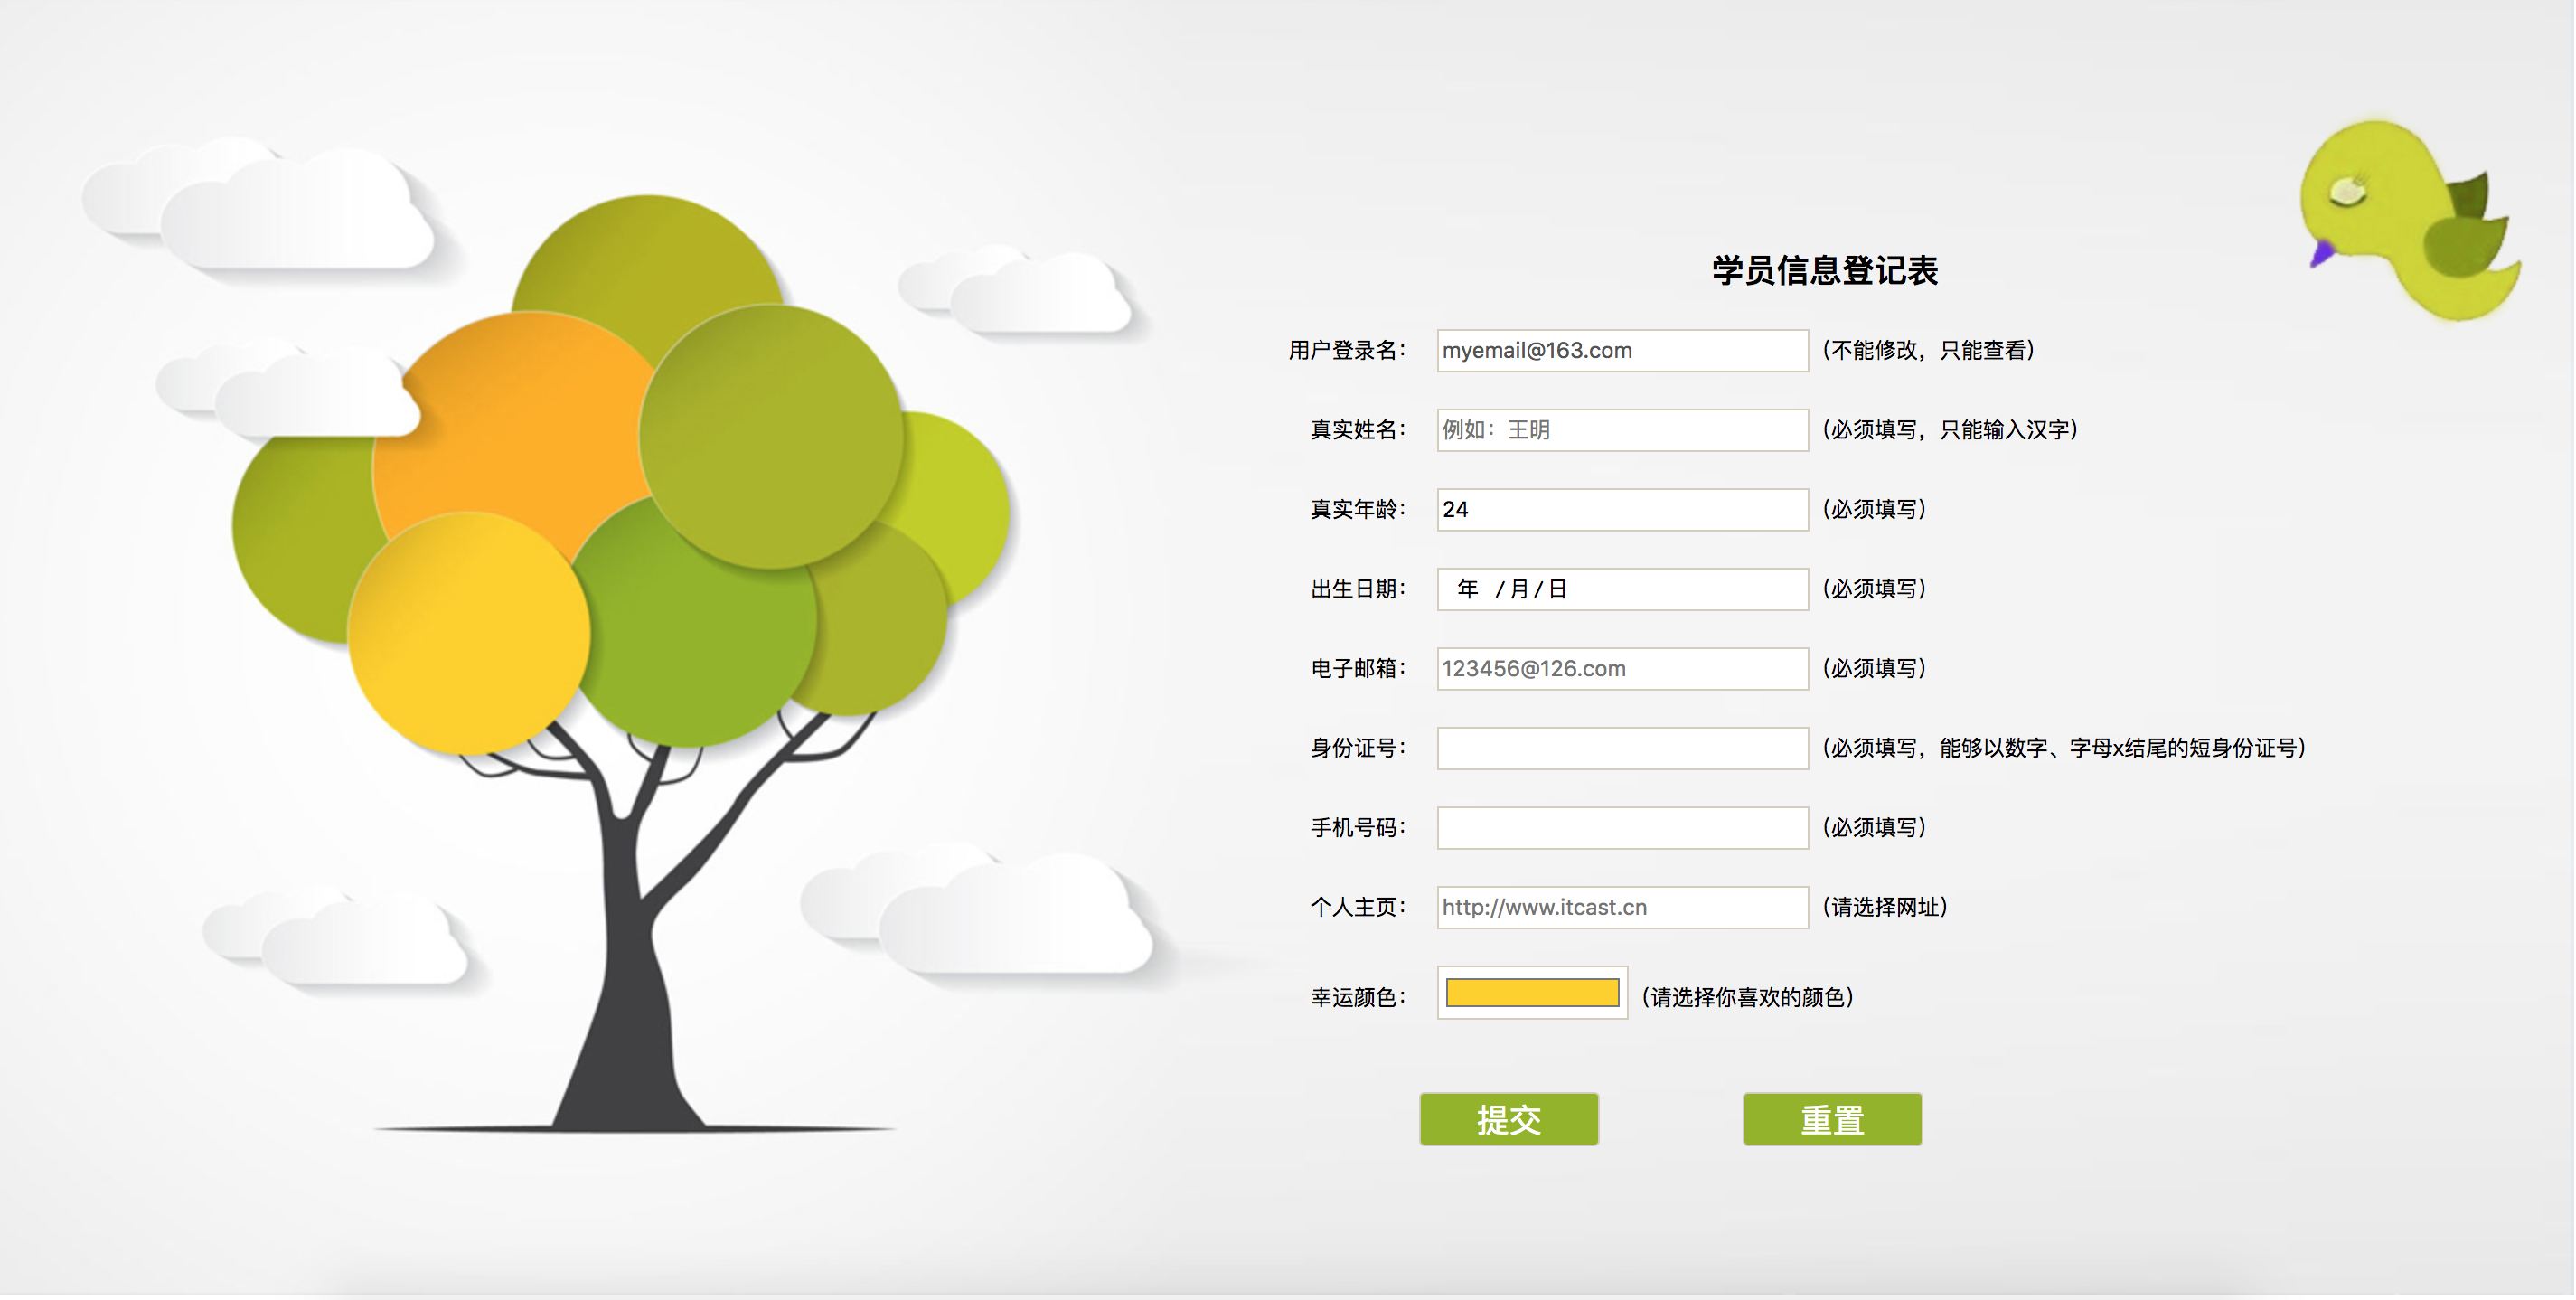 学员信息登记表
用户登录名： myemail@163.com （不能修改，只能查看）
真实姓名： 例如：王明 （必须填写，只能输入汉字）
真实年龄： 24 （必须填写）
出生日期： 年 /月/日 （必须填写）
电子邮箱： 123456@126.com （必须填写）
身份证号： （必须填写，能够以数字、字母x结尾的短身份证号）
手机号码： （必须填写）
个人主页： http://www.itcast.cn （请选择网址）
幸运颜色： （请选择你喜欢的颜色）
提交 重置